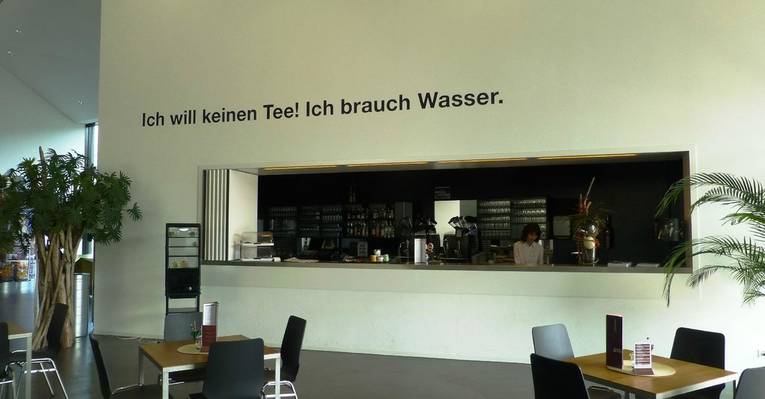 Ich will keinen Tee! Ich brauch Wasser.